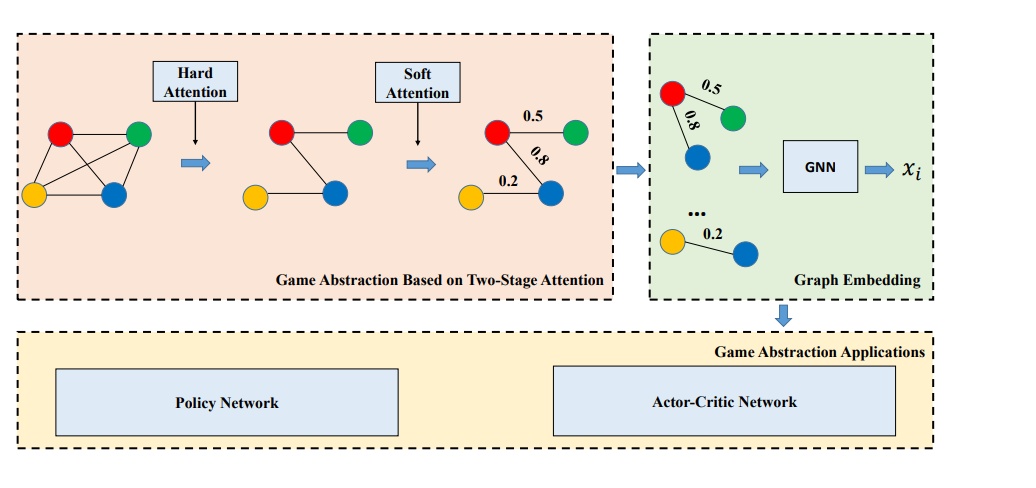 Hard
Attention
Soft
Attention
0.5
0.8
0.2
Game Abstraction Based on Two-Stage Attention
0.5
0.8
...
0.2
GNN
x_i
Graph Embedding
Game Abstraction Applications
Policy Network
Actor-Critic Network